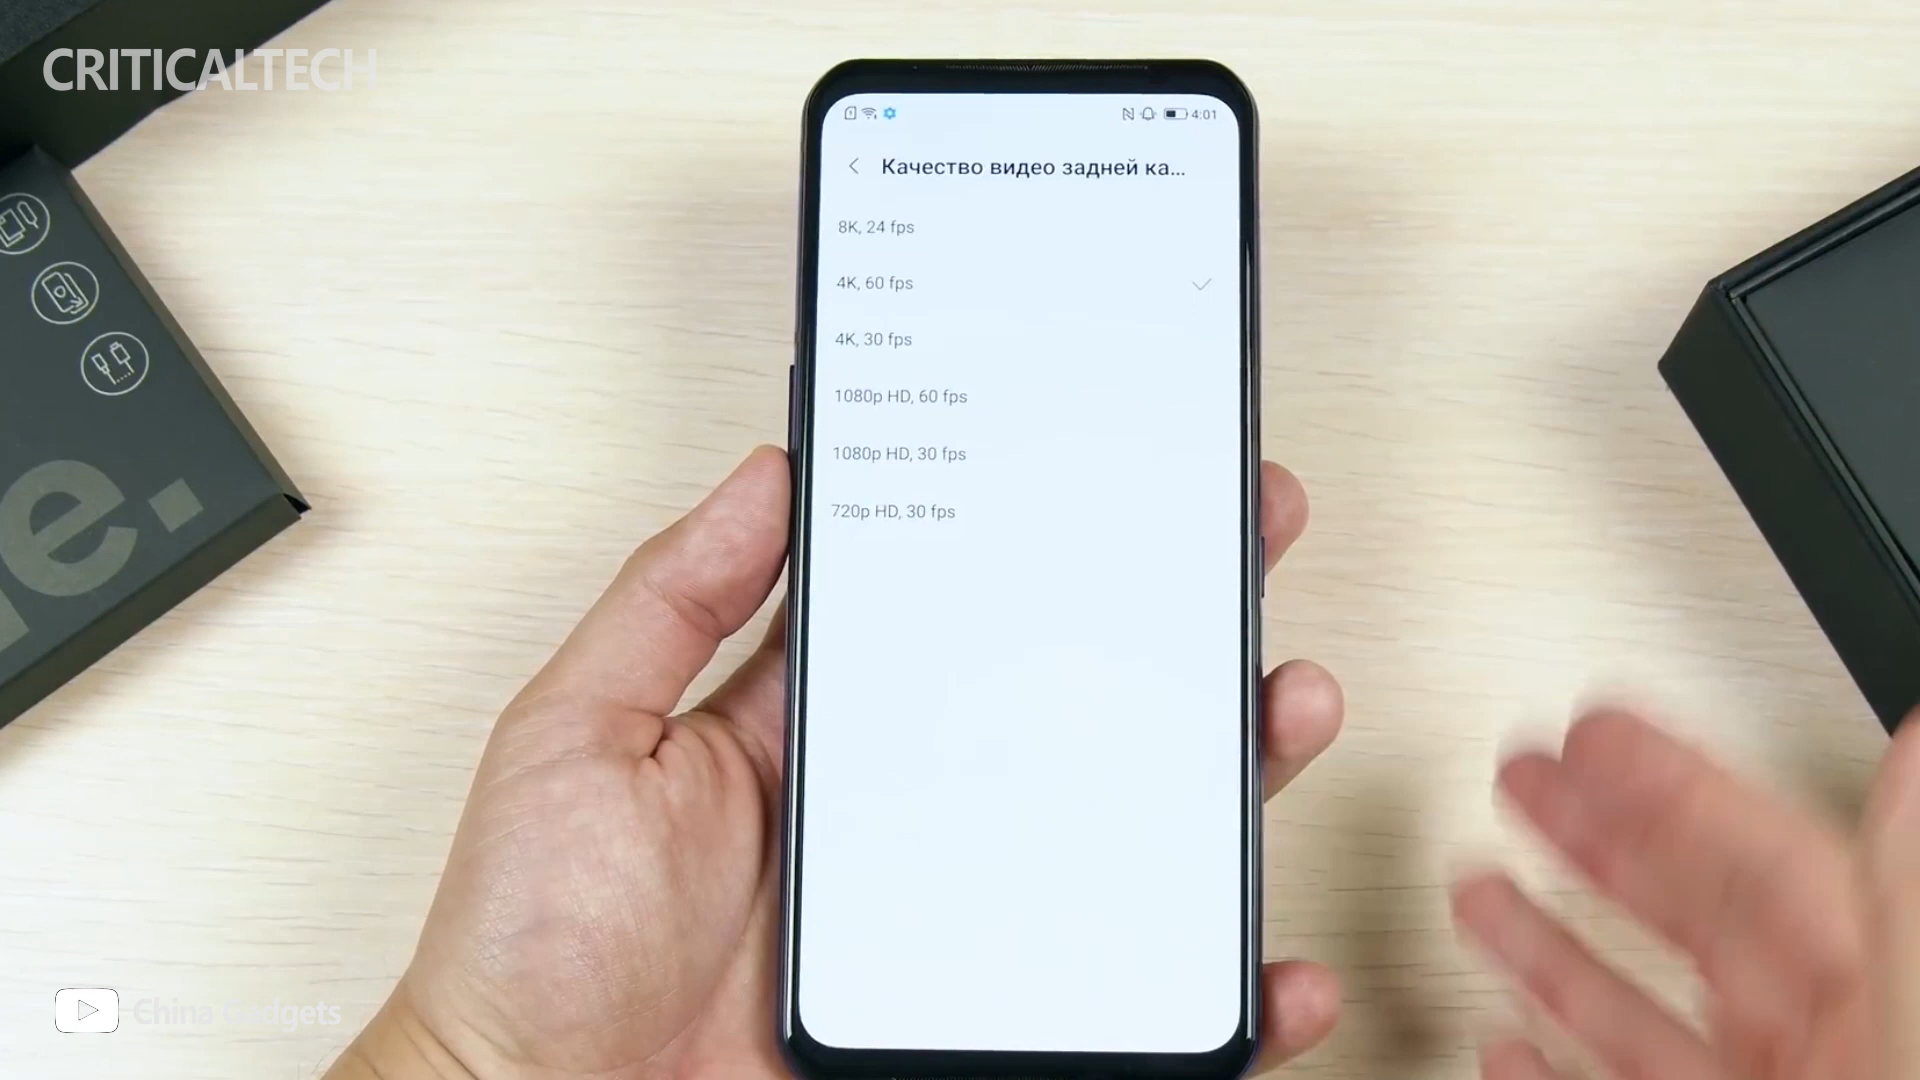 CRITICALTECH
4:01
Качество видео задней ка...
8K, 24 fps
4K, 60 fps
4K, 30 fps
1080p HD, 60 fps
1080p HD, 30 fps
720p HD, 30 fps
e.
China Gadgets